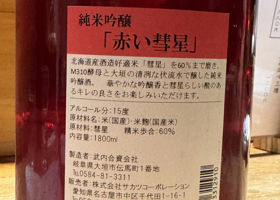 純米吟醸
「赤い彗星」
北海道産酒造好適米「彗星」を60%まで磨き、
M310酵母と大垣の清冽な伏流水で醸した純米
吟醸酒。 華やかな吟醸香と彗星らしい酸の
あるキレの良さをお楽しみいただけます。
アルコール分：15度
原材料：米(国産)・米麹(国産米)
原料米：彗星　精米歩合：60%
内容量：1800ml
製造者：武内合資会社
岐阜県大垣市伝馬町1番地
℡ 0584-81-3311
販売者：株式会社サカツコーポレーション
愛知県名古屋市中区千代田1-16-1